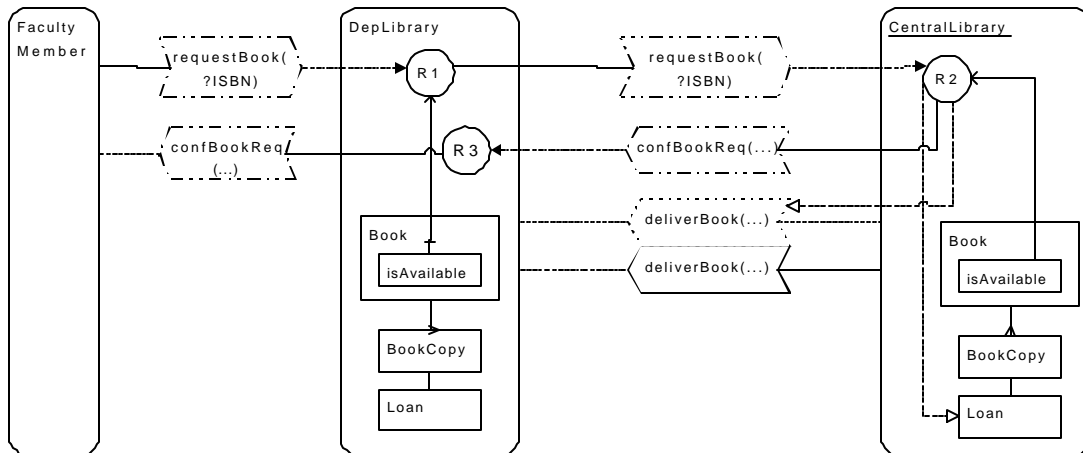 Faculty
Member
DepLibrary
CentralLibrary
requestBook(
?ISBN)
R1
requestBook(
?ISBN)
R2
confBookReq
(...)
R3
confBookReq(...)
deliverBook(...)
deliverBook(...)
Book
isAvailable
BookCopy
Loan
Book
isAvailable
BookCopy
Loan